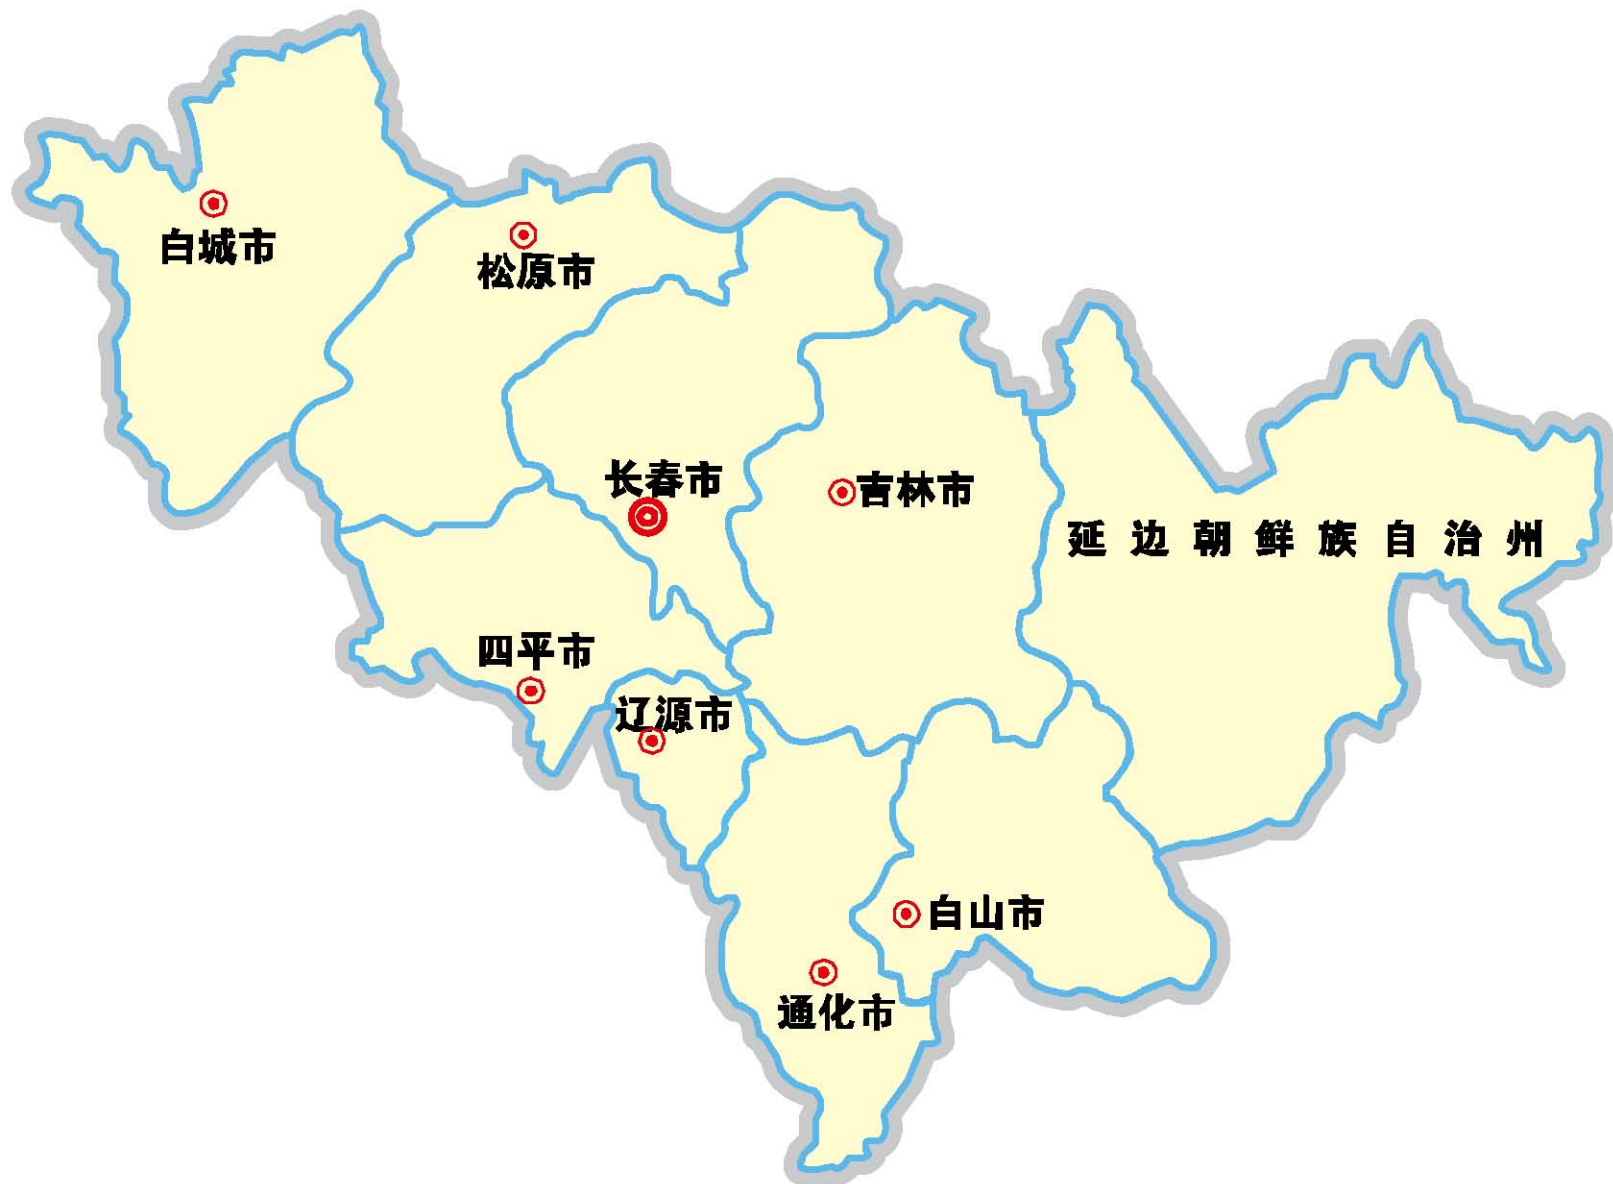 白城市
松原市
长春市
吉林市
延边朝鲜族自治州
四平市
辽源市
白山市
通化市